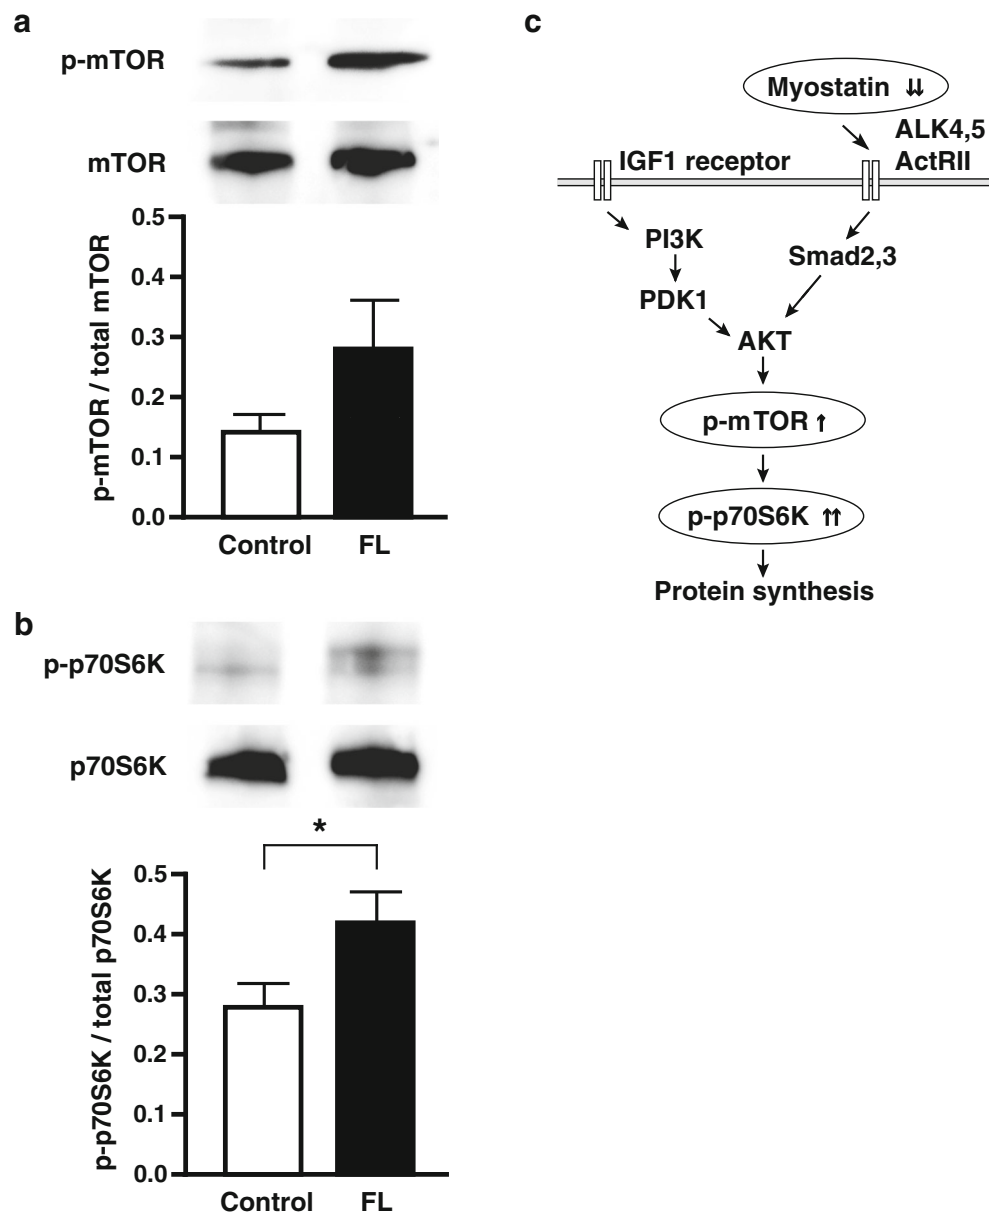 a
p-mTOR
mTOR
p-mTOR / total mTOR
0.5
0.4
0.3
0.2
0.1
0.0
Control FL
b
p-p70S6K
p70S6K
*
p-p70S6K / total p70S6K
0.5
0.4
0.3
0.2
0.1
0.0
Control FL
c
Myostatin ⇊
ALK4,5
ActRII
IGF1 receptor
PI3K
Smad2,3
PDK1
AKT
p-mTOR ↑
p-p70S6K ⇈
Protein synthesis